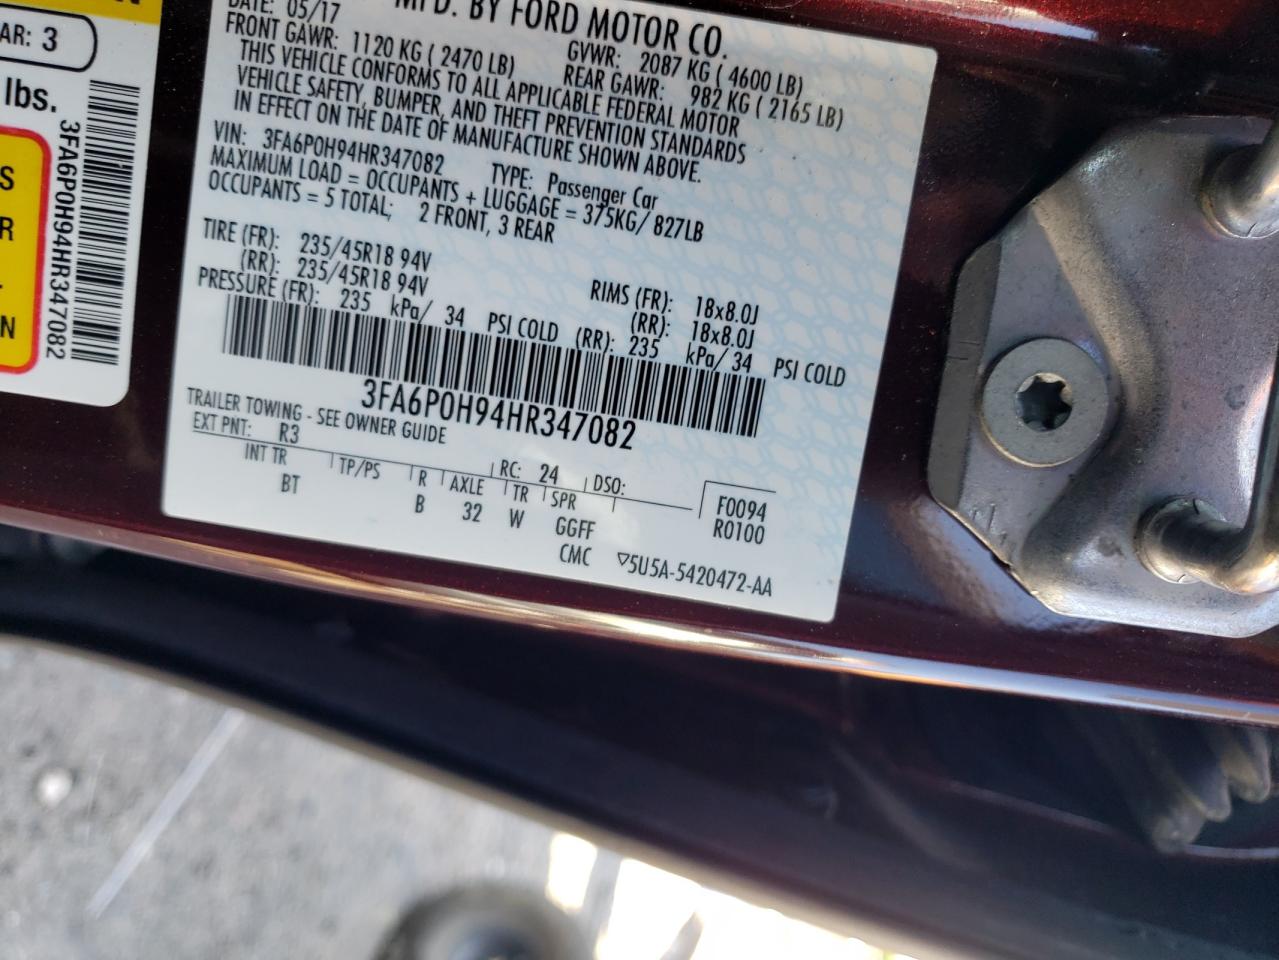 AR: 3
lbs.
3FA6P0H94HR347082
S
R
N
DATE: 05/17
MFD. BY FORD MOTOR CO.
FRONT GAWR: 1120 KG ( 2470 LB)
GVWR: 2087 KG ( 4600 LB)
REAR GAWR: 982 KG ( 2165 LB)
THIS VEHICLE CONFORMS TO ALL APPLICABLE FEDERAL MOTOR
VEHICLE SAFETY, BUMPER, AND THEFT PREVENTION STANDARDS
IN EFFECT ON THE DATE OF MANUFACTURE SHOWN ABOVE.
VIN: 3FA6P0H94HR347082
TYPE: Passenger Car
MAXIMUM LOAD = OCCUPANTS + LUGGAGE = 375KG/ 827LB
OCCUPANTS = 5 TOTAL; 2 FRONT, 3 REAR
TIRE (FR): 235/45R18 94V
(RR): 235/45R18 94V
RIMS (FR): 18x8.0J
(RR): 18x8.0J
PRESSURE (FR): 235 kPa/ 34 PSI COLD (RR): 235 kPa/ 34 PSI COLD
3FA6P0H94HR347082
TRAILER TOWING - SEE OWNER GUIDE
EXT PNT: R3 RC: 24 DSO:
INT TR TP/PS R AXLE TR SPR
BT B 32 W GGFF
CMC
F0094
R0100
▽5U5A-5420472-AA